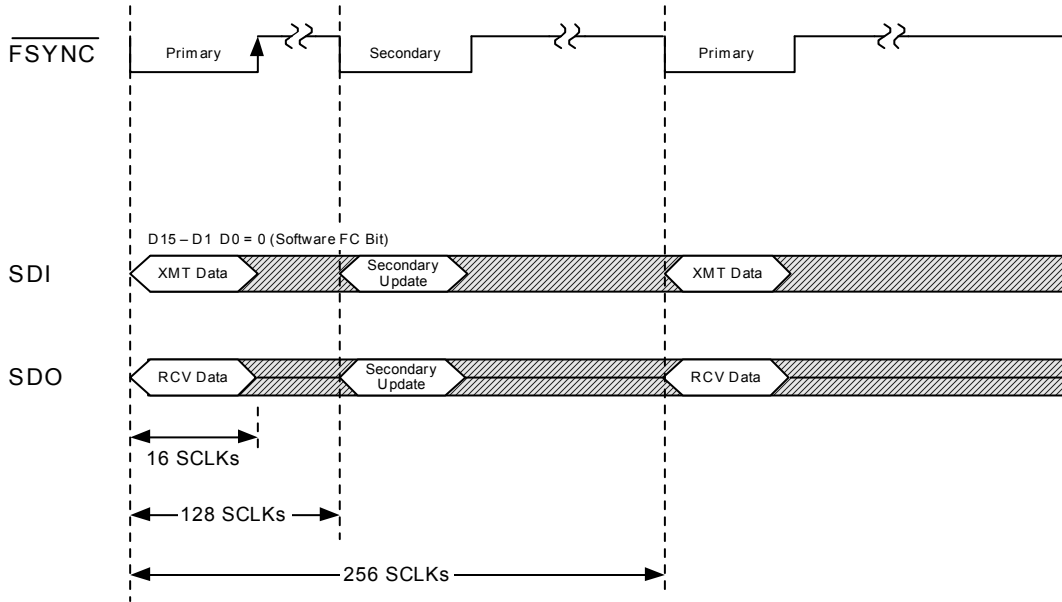 FSYNC
Primary
Secondary
Primary
D15 – D1 D0 = 0 (Software FC Bit)
SDI
XMT Data
Secondary
Update
XMT Data
SDO
RCV Data
Secondary
Update
RCV Data
16 SCLKs
128 SCLKs
256 SCLKs